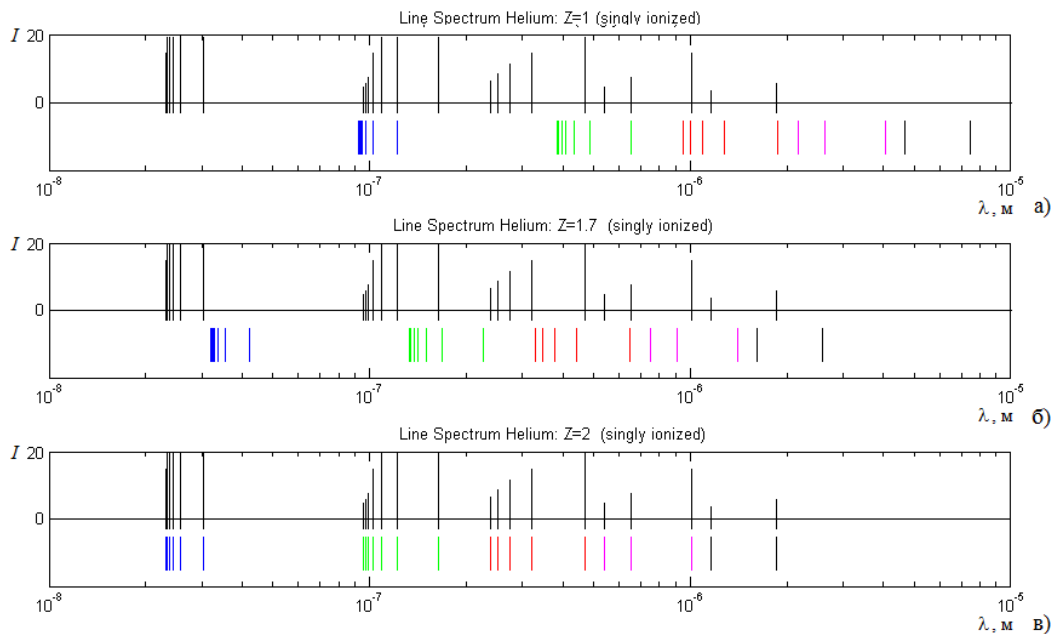 Line Spectrum Helium: Z=1 (singly ionized)
I 20
0
10-8 10-7 10-6 10-5
λ, м а)
Line Spectrum Helium: Z=1.7 (singly ionized)
I 20
0
10-8 10-7 10-6 10-5
λ, м б)
Line Spectrum Helium: Z=2 (singly ionized)
I 20
0
10-8 10-7 10-6 10-5
λ, м в)